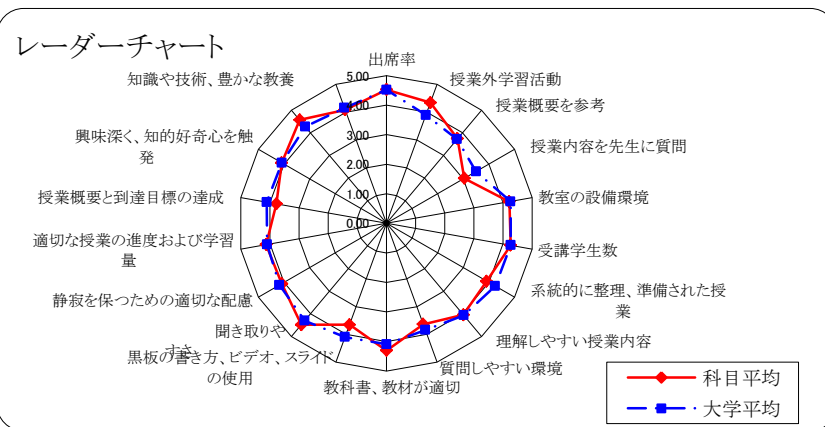 レーダーチャート
出席率
授業外学習活動
授業概要を参考
授業内容を先生に質問
教室の設備環境
受講学生数
系統的に整理、準備された授
業
理解しやすい授業内容
質問しやすい環境
教科書、教材が適切
黒板の書き方、ビデオ、スライド
の使用
聞き取りや
すさ
静寂を保つための適切な配慮
適切な授業の進度および学習
量
授業概要と到達目標の達成
興味深く、知的好奇心を触
発
知識や技術、豊かな教養
5.00
4.00
3.00
2.00
1.00
0.00
科目平均
大学平均